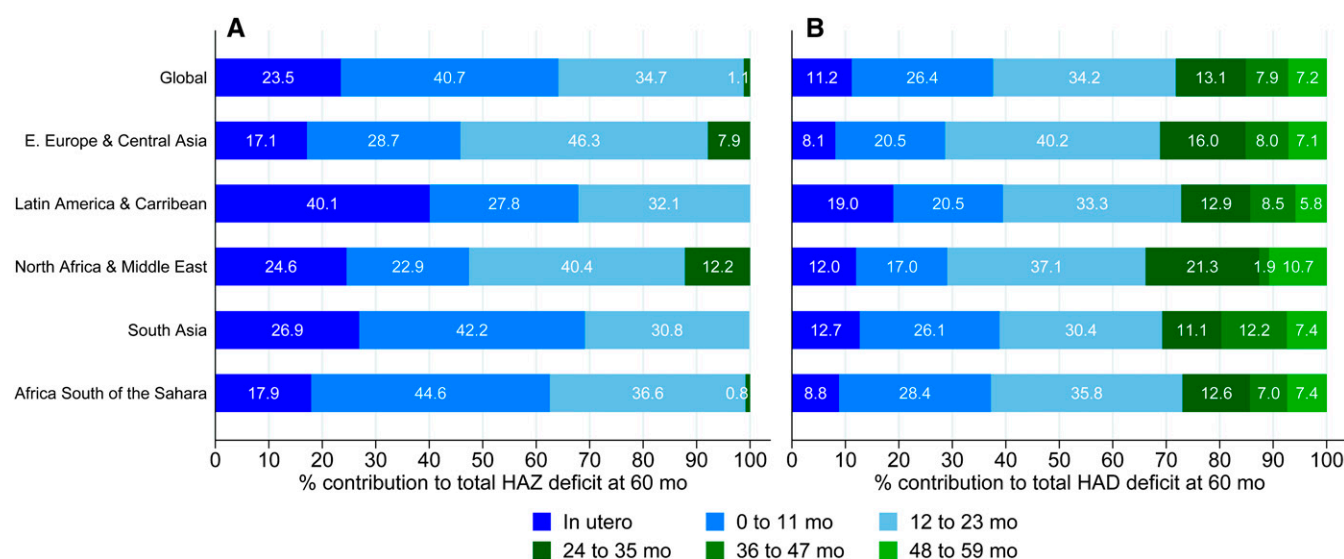 A
B
Global
23.5 40.7 34.7 1.1
11.2 26.4 34.2 13.1 7.9 7.2
E. Europe & Central Asia
17.1 28.7 46.3 7.9
8.1 20.5 40.2 16.0 8.0 7.1
Latin America & Carribean
40.1 27.8 32.1
19.0 20.5 33.3 12.9 8.5 5.8
North Africa & Middle East
24.6 22.9 40.4 12.2
12.0 17.0 37.1 21.3 1.9 10.7
South Asia
26.9 42.2 30.8
12.7 26.1 30.4 11.1 12.2 7.4
Africa South of the Sahara
17.9 44.6 36.6 0.8
8.8 28.4 35.8 12.6 7.0 7.4
0 10 20 30 40 50 60 70 80 90 100
0 10 20 30 40 50 60 70 80 90 100
% contribution to total HAZ deficit at 60 mo
% contribution to total HAD deficit at 60 mo
In utero 0 to 11 mo 12 to 23 mo
24 to 35 mo 36 to 47 mo 48 to 59 mo